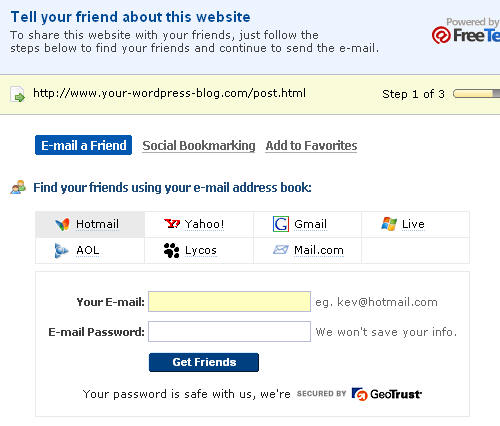 Tell your friend about this website
To share this website with your friends, just follow the
steps below to find your friends and continue to send the e-mail.
Powered by
FreeTe
http://www.your-wordpress-blog.com/post.html
Step 1 of 3
E-mail a Friend Social Bookmarking Add to Favorites
Find your friends using your e-mail address book:
Hotmail Yahoo! Gmail Live
AOL Lycos Mail.com
Your E-mail: eg. kev@hotmail.com
E-mail Password: We won't save your info.
Get Friends
Your password is safe with us, we're SECURED BY GeoTrust